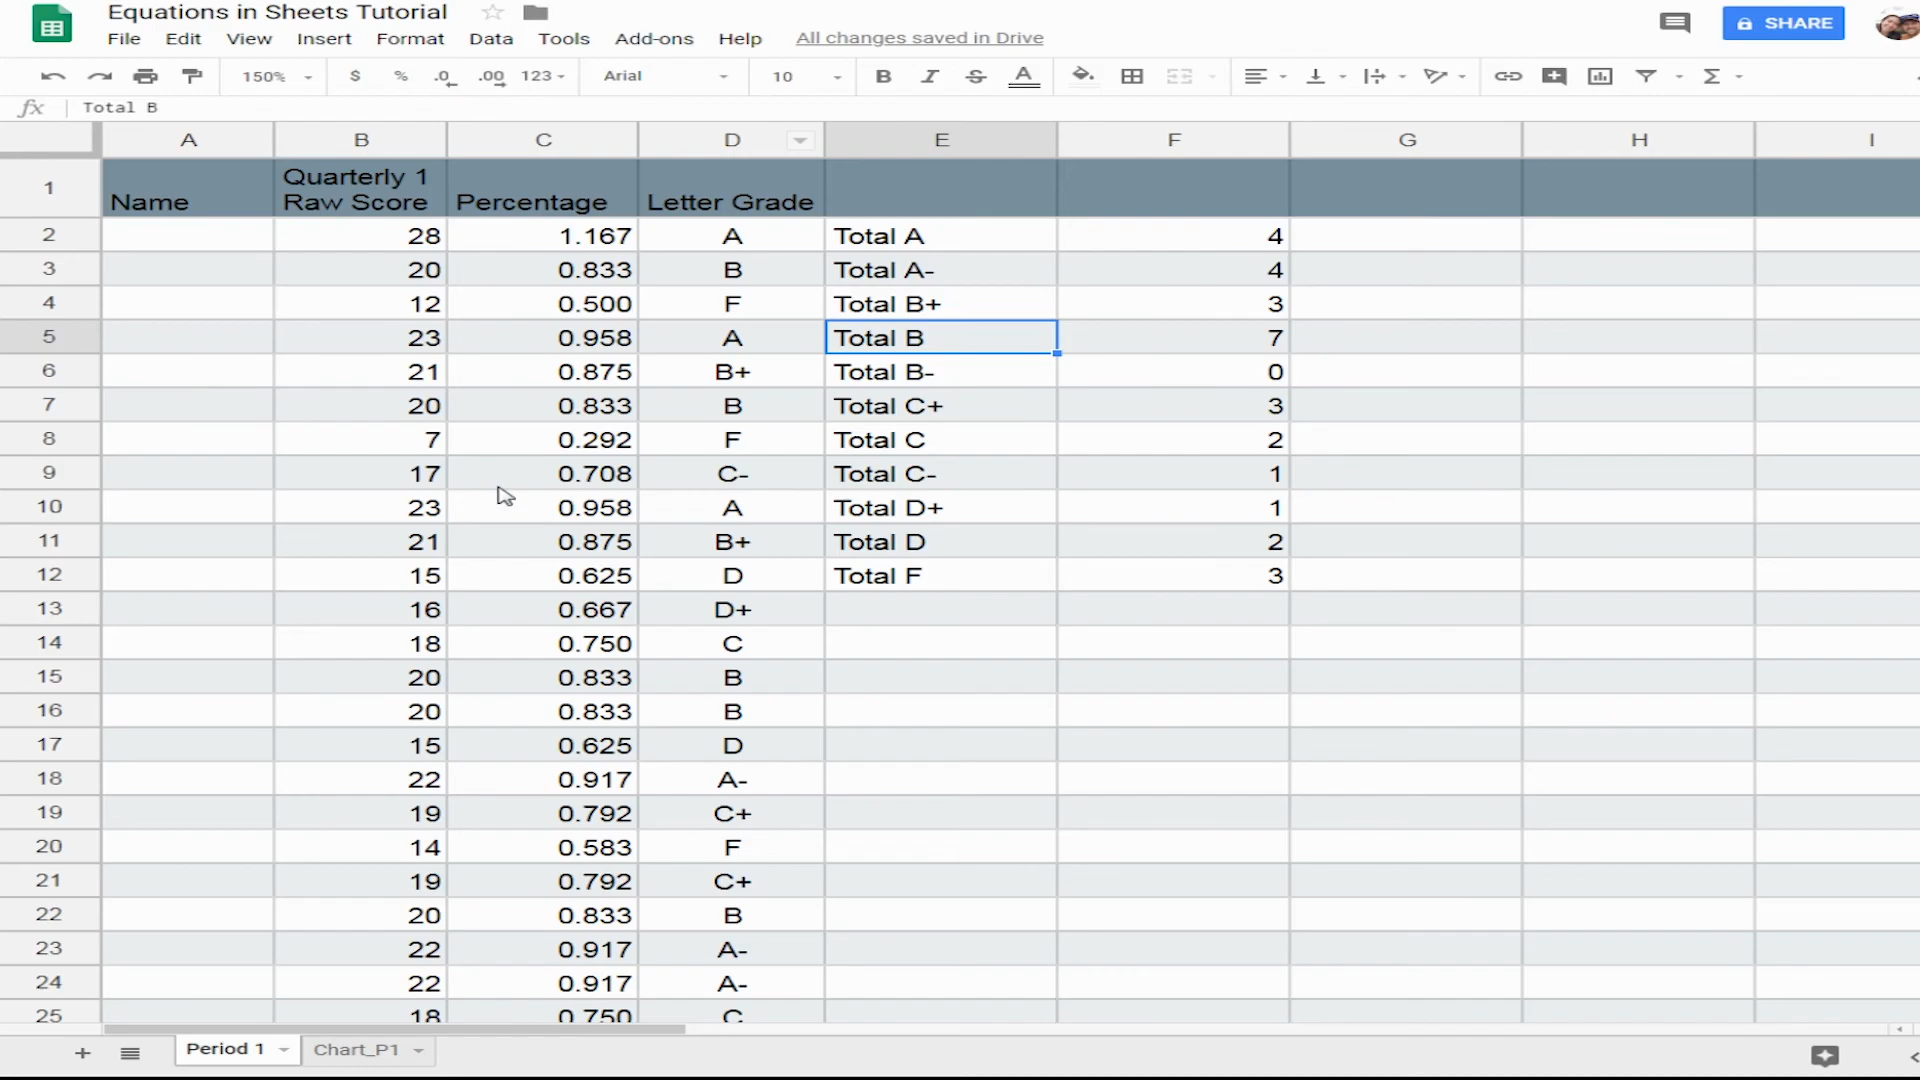 Equations in Sheets Tutorial
File Edit View Insert Format Data Tools Add-ons Help All changes saved in Drive
SHARE
150% $ % .0 .00 123 Arial 10 B I S A Σ
fx Total B
A B C D E F G H I
1 Name Quarterly 1 Raw Score Percentage Letter Grade
2 28 1.167 A Total A 4
3 20 0.833 B Total A- 4
4 12 0.500 F Total B+ 3
5 23 0.958 A Total B 7
6 21 0.875 B+ Total B- 0
7 20 0.833 B Total C+ 3
8 7 0.292 F Total C 2
9 17 0.708 C- Total C- 1
10 23 0.958 A Total D+ 1
11 21 0.875 B+ Total D 2
12 15 0.625 D Total F 3
13 16 0.667 D+
14 18 0.750 C
15 20 0.833 B
16 20 0.833 B
17 15 0.625 D
18 22 0.917 A-
19 19 0.792 C+
20 14 0.583 F
21 19 0.792 C+
22 20 0.833 B
23 22 0.917 A-
24 22 0.917 A-
25 18 0.750 C
Period 1 Chart_P1